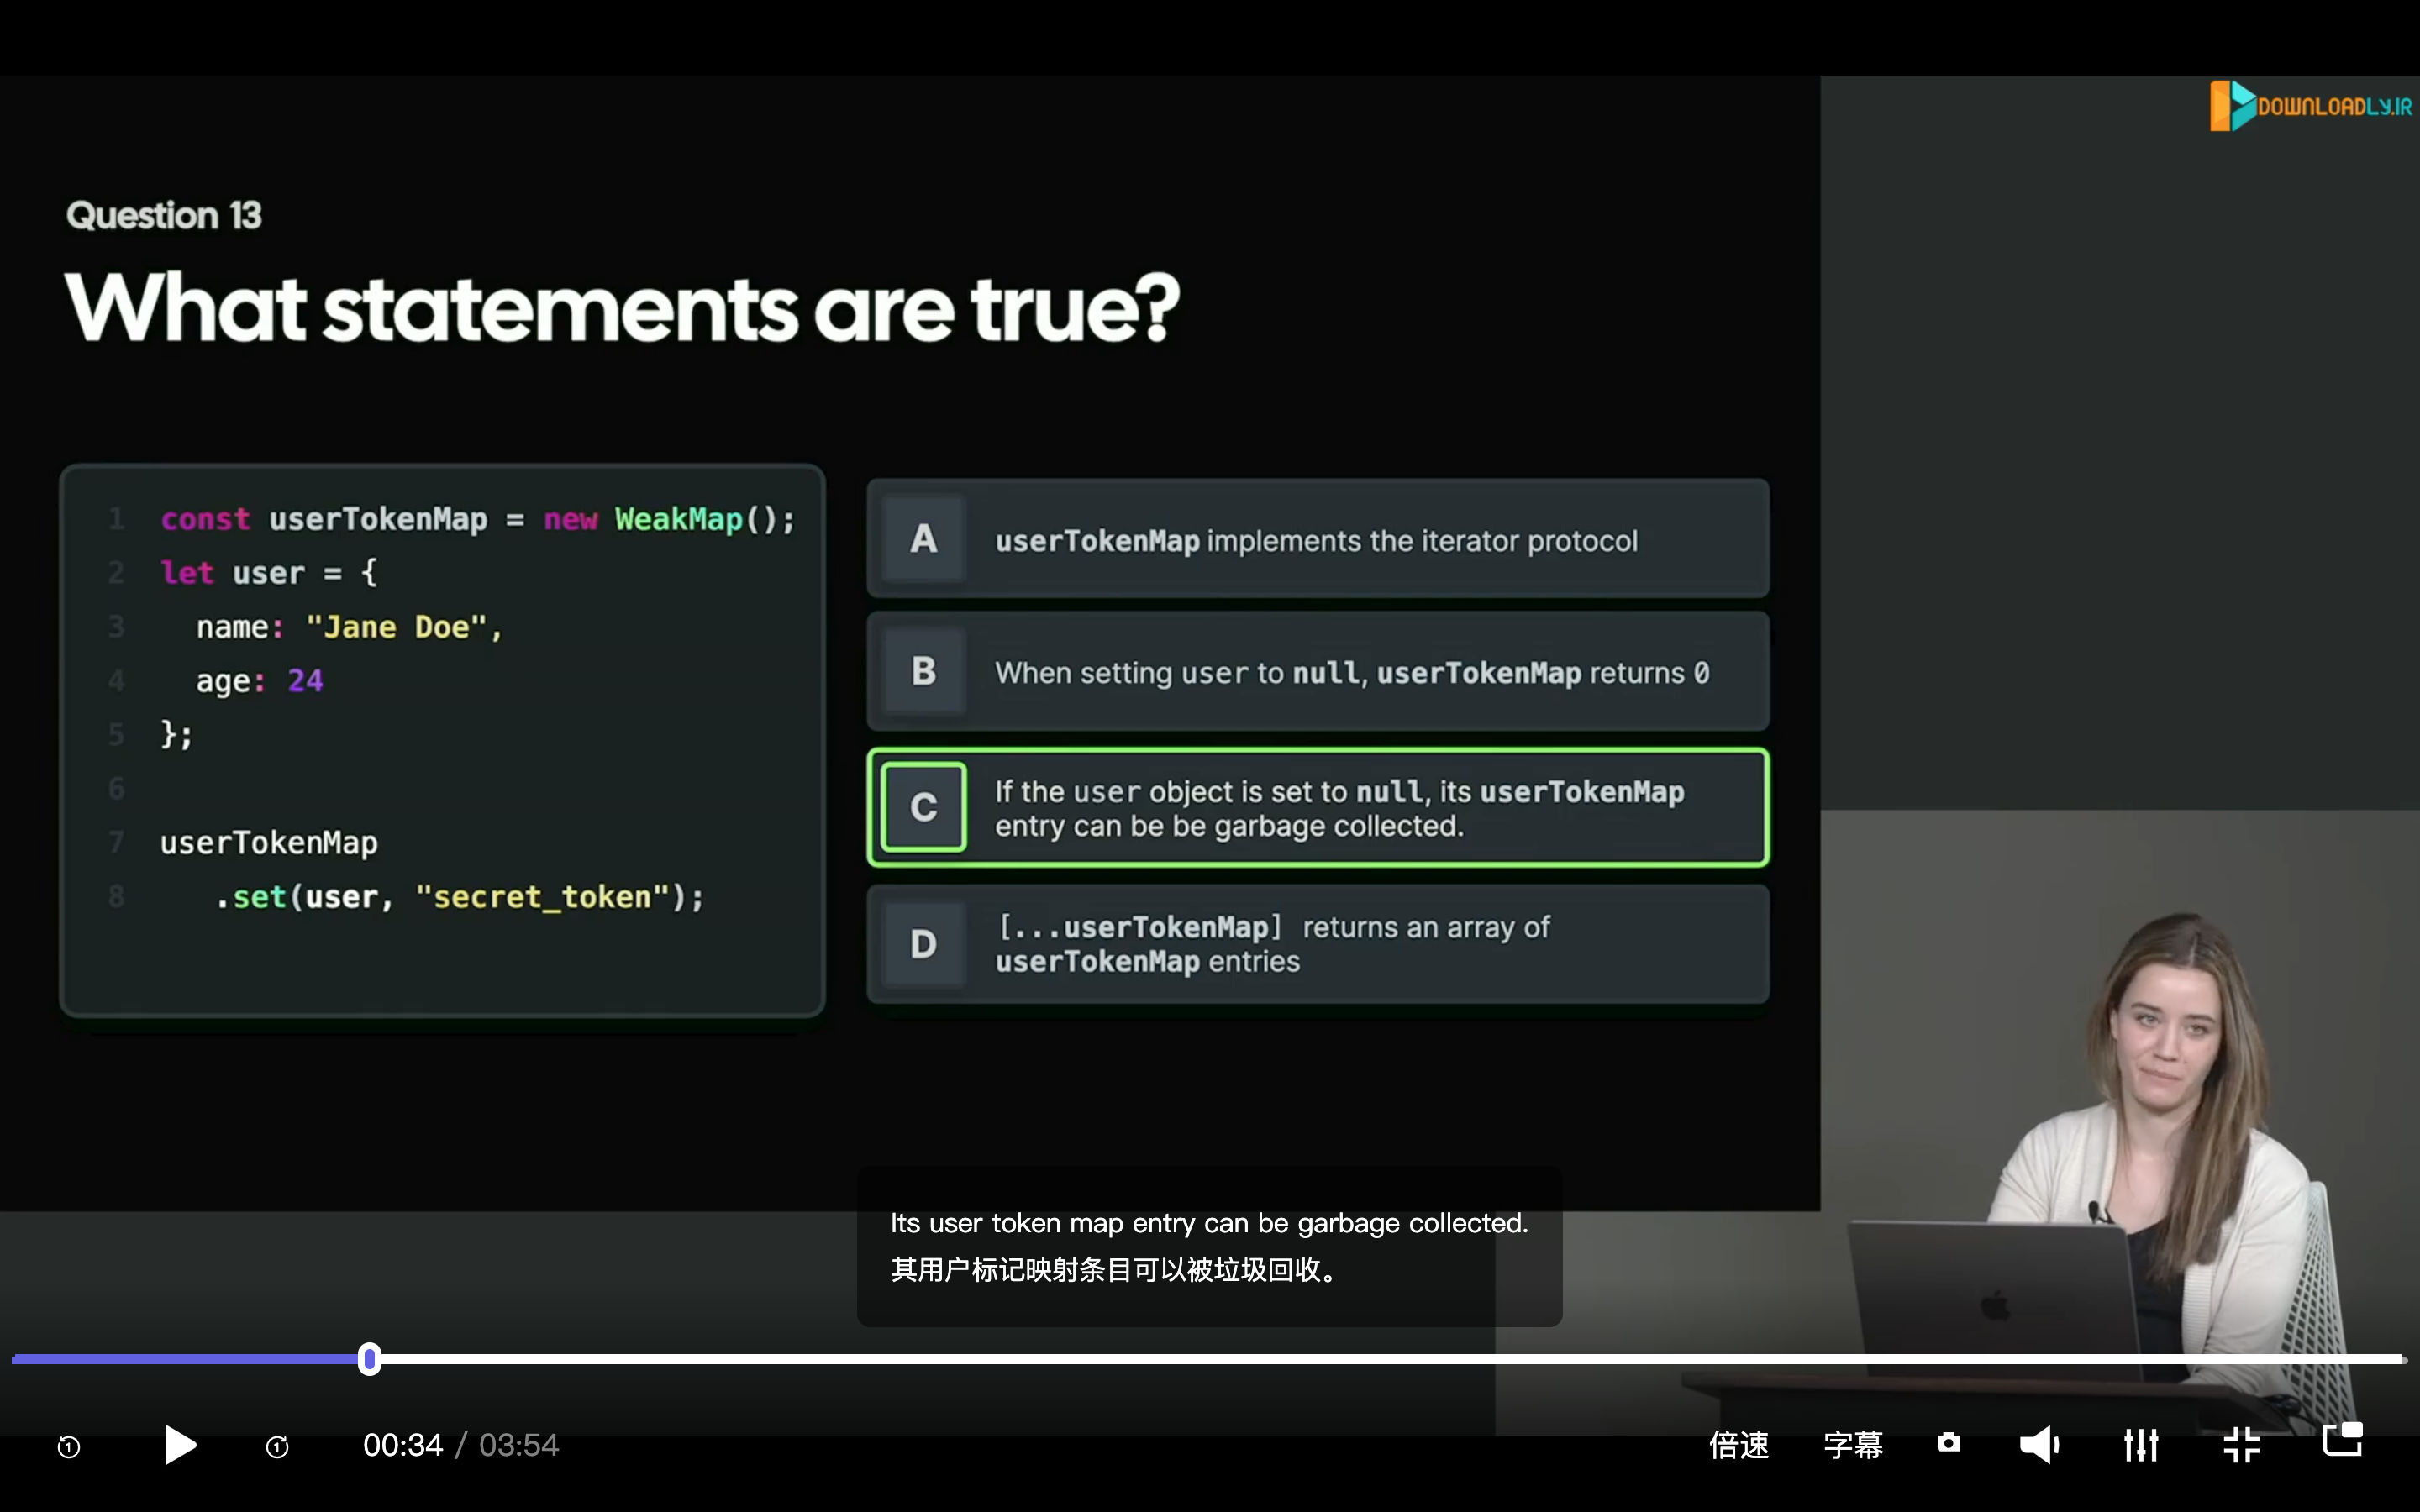 DOWNLOADLY.IR
Question 13
What statements are true?
1 const userTokenMap = new WeakMap();
2 let user = {
3 name: "Jane Doe",
4 age: 24
5 };
6
7 userTokenMap
8 .set(user, "secret_token");
A userTokenMap implements the iterator protocol
B When setting user to null, userTokenMap returns 0
C If the user object is set to null, its userTokenMap
entry can be be garbage collected.
D [...userTokenMap] returns an array of
userTokenMap entries
Its user token map entry can be garbage collected.
其用户标记映射条目可以被垃圾回收。
1
1
00:34 / 03:54
倍速
字幕